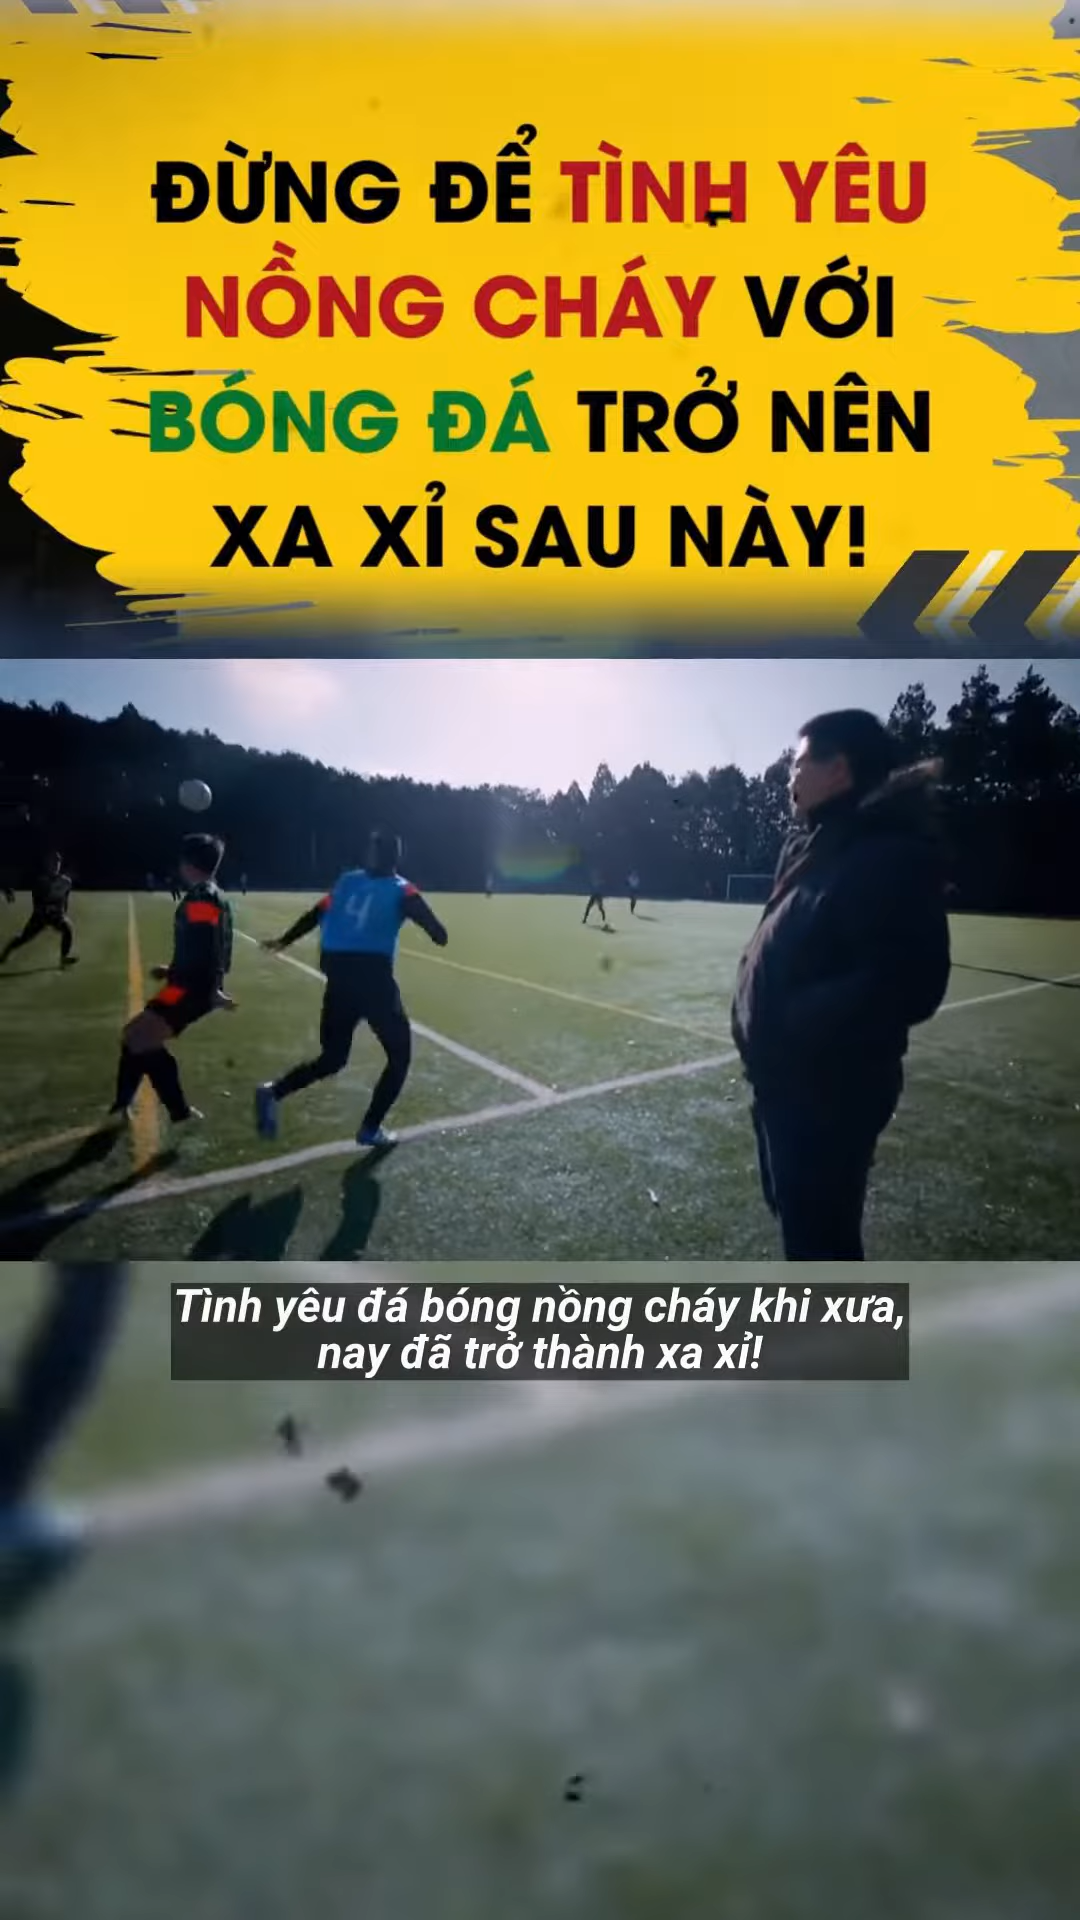 ĐỪNG ĐỂ TÌNH YÊU
NỒNG CHÁY VỚI
BÓNG ĐÁ TRỞ NÊN
XA XỈ SAU NÀY!
4
Tình yêu đá bóng nồng cháy khi xưa,
nay đã trở thành xa xỉ!